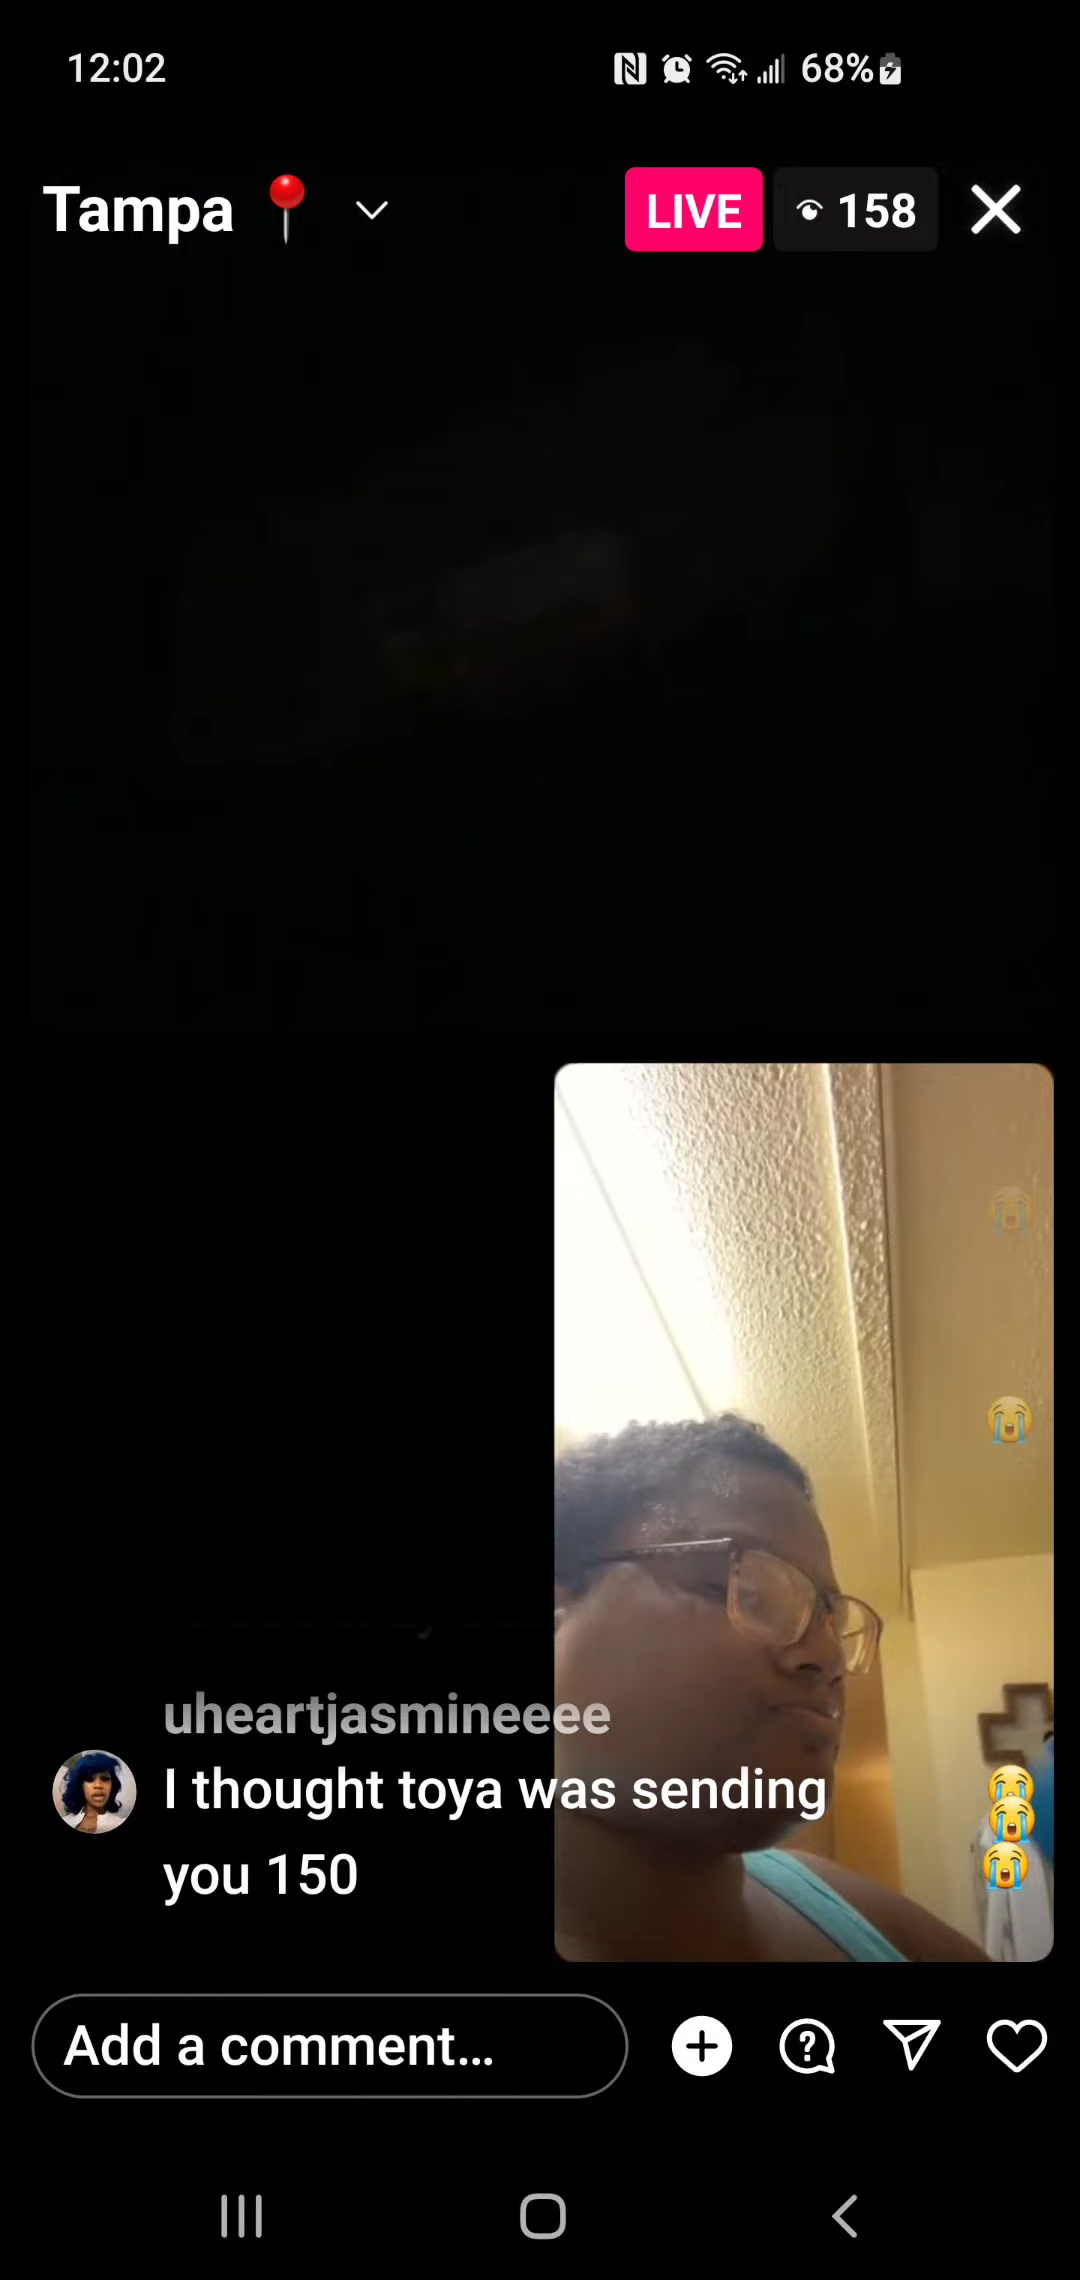 12:02 68%
Tampa 📍 LIVE 158
uheartjasmineeee
I thought toya was sending
you 150
Add a comment...